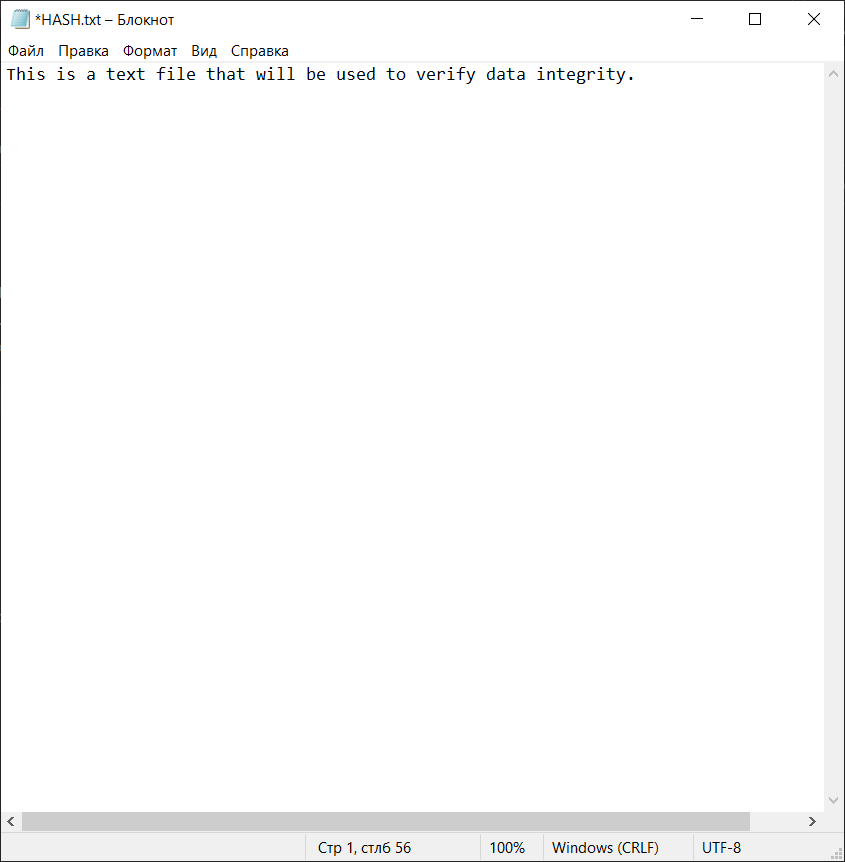 *HASH.txt – Блокнот
Файл Правка Формат Вид Справка
This is a text file that will be used to verify data integrity.
Стр 1, стлб 56 100% Windows (CRLF) UTF-8